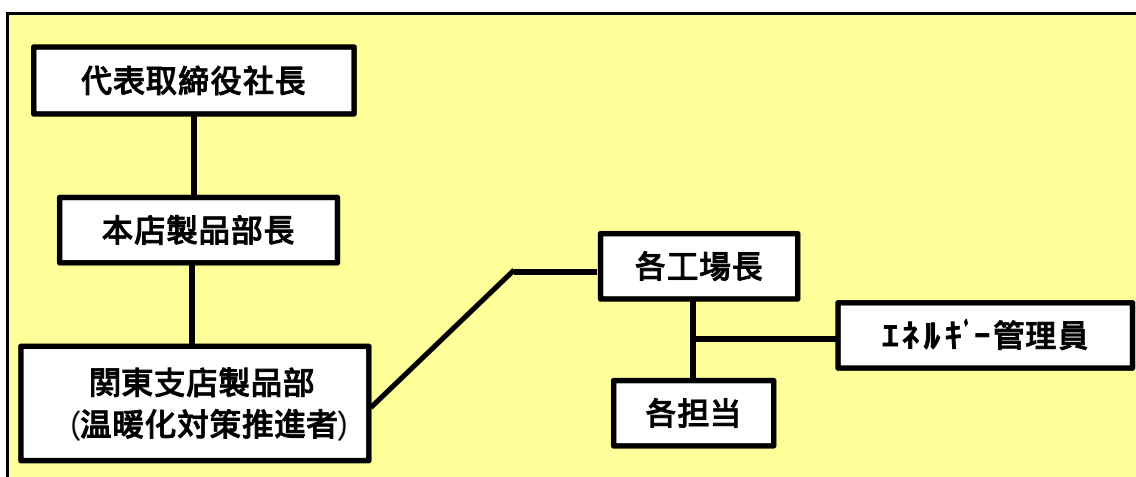 代表取締役社長
本店製品部長
関東支店製品部
(温暖化対策推進者)
各工場長
ｴﾈﾙｷﾞｰ管理員
各担当